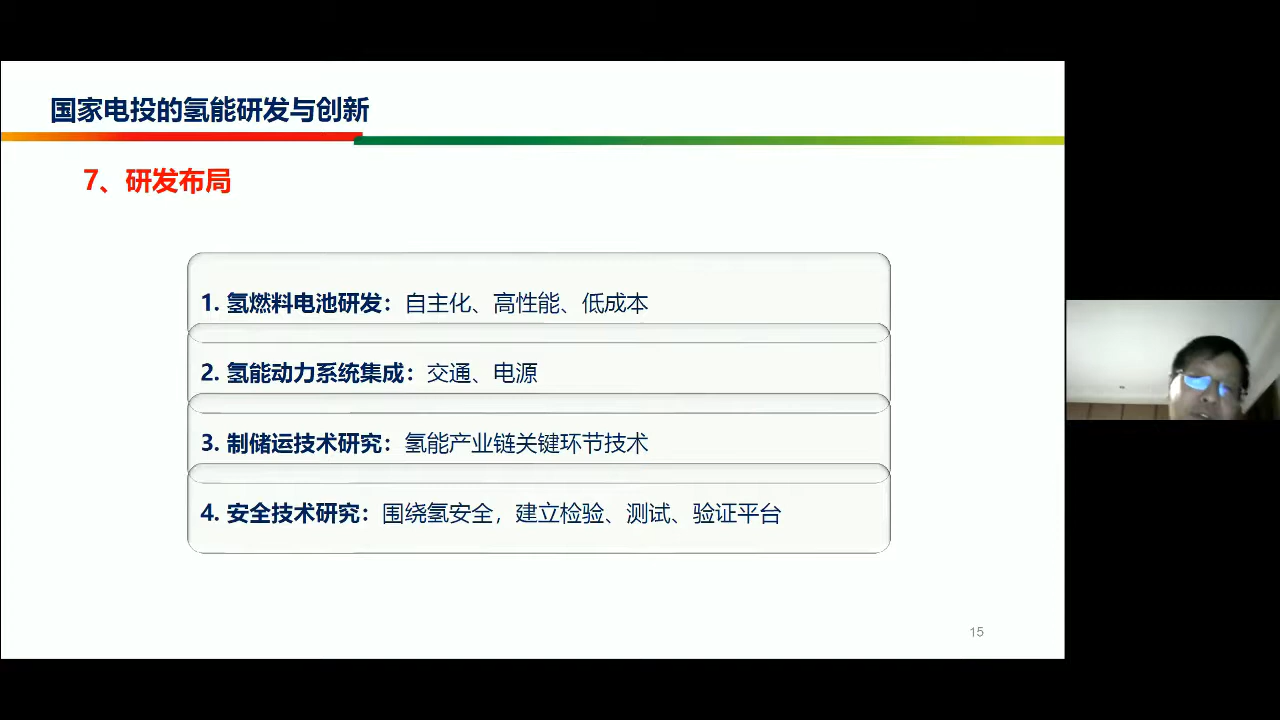 国家电投的氢能研发与创新
7、研发布局
1. 氢燃料电池研发：自主化、高性能、低成本
2. 氢能动力系统集成：交通、电源
3. 制储运技术研究：氢能产业链关键环节技术
4. 安全技术研究：围绕氢安全，建立检验、测试、验证平台
15